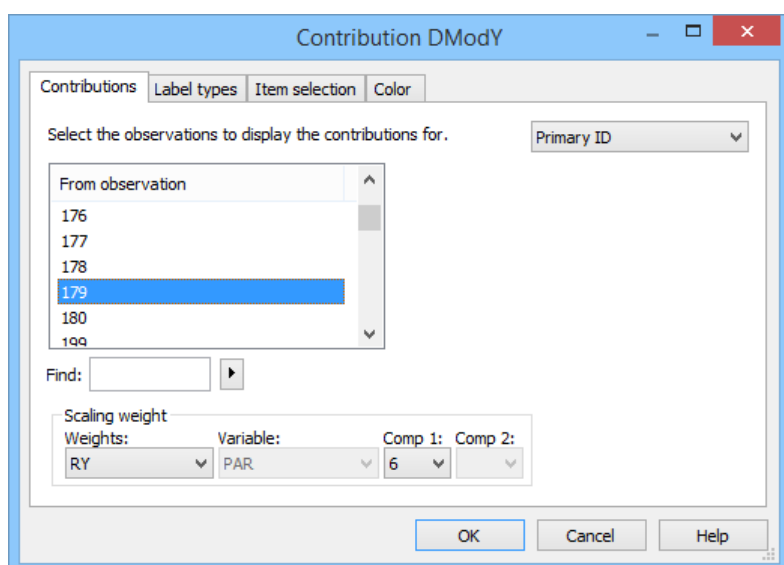 Contribution DModY
Contributions Label types Item selection Color
Select the observations to display the contributions for. Primary ID
From observation
176
177
178
179
180
199
Find:
Scaling weight
Weights: Variable: Comp 1: Comp 2:
RY PAR 6
OK Cancel Help